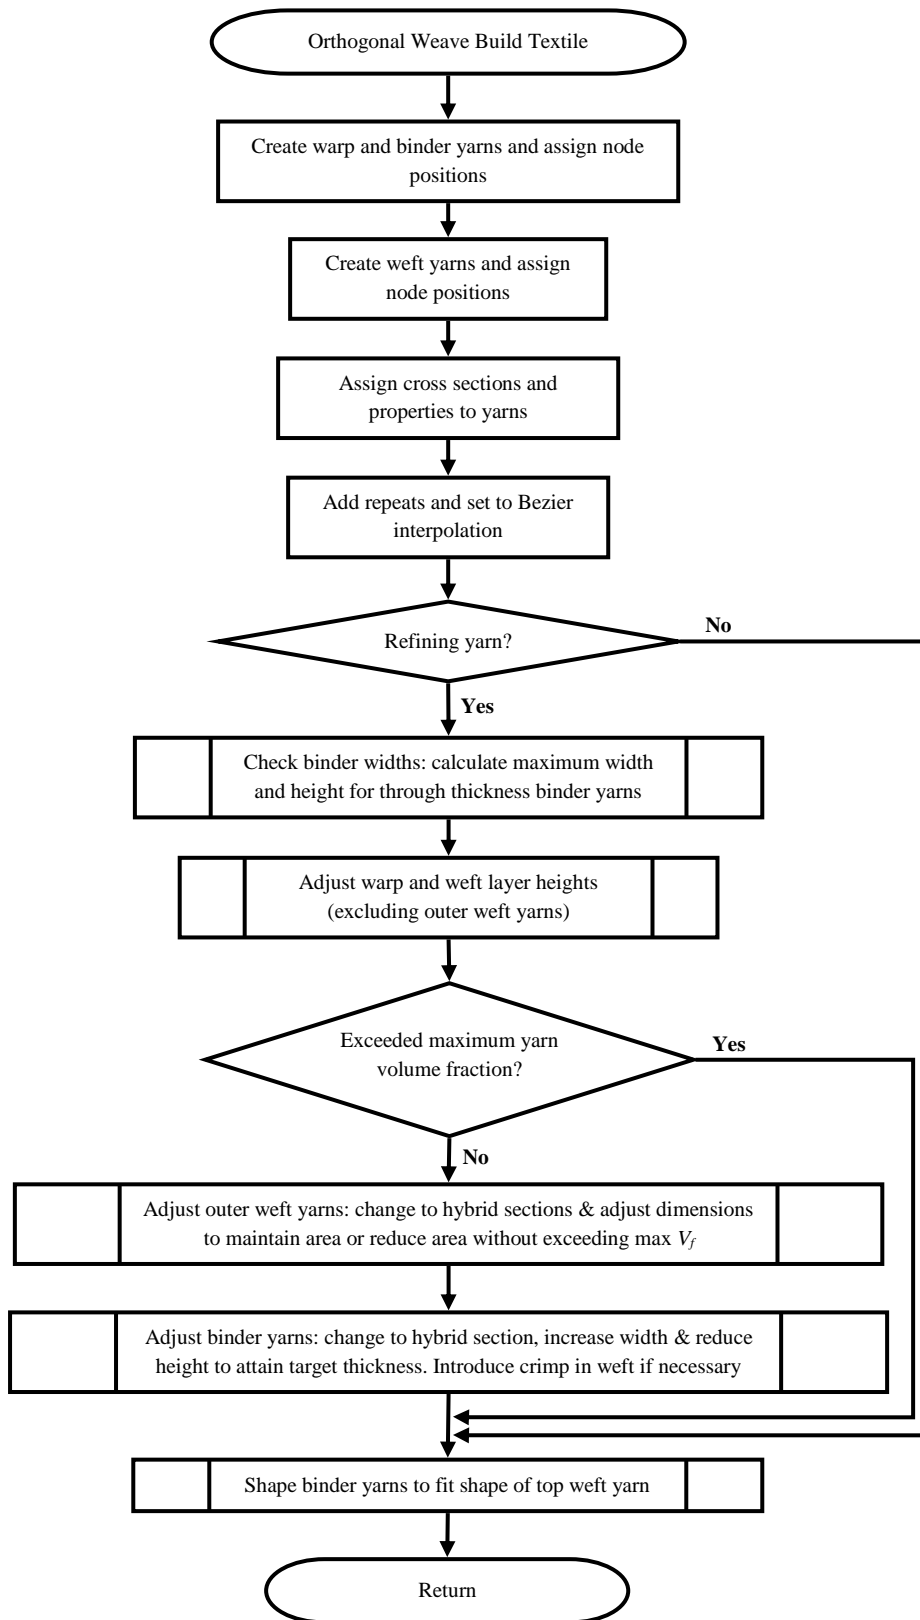 Orthogonal Weave Build Textile
Create warp and binder yarns and assign node
positions
Create weft yarns and assign
node positions
Assign cross sections and
properties to yarns
Add repeats and set to Bezier
interpolation
Refining yarn?
No
Yes
Check binder widths: calculate maximum width
and height for through thickness binder yarns
Adjust warp and weft layer heights
(excluding outer weft yarns)
Exceeded maximum yarn
volume fraction?
Yes
No
Adjust outer weft yarns: change to hybrid sections & adjust dimensions
to maintain area or reduce area without exceeding max V_f
Adjust binder yarns: change to hybrid section, increase width & reduce
height to attain target thickness. Introduce crimp in weft if necessary
Shape binder yarns to fit shape of top weft yarn
Return